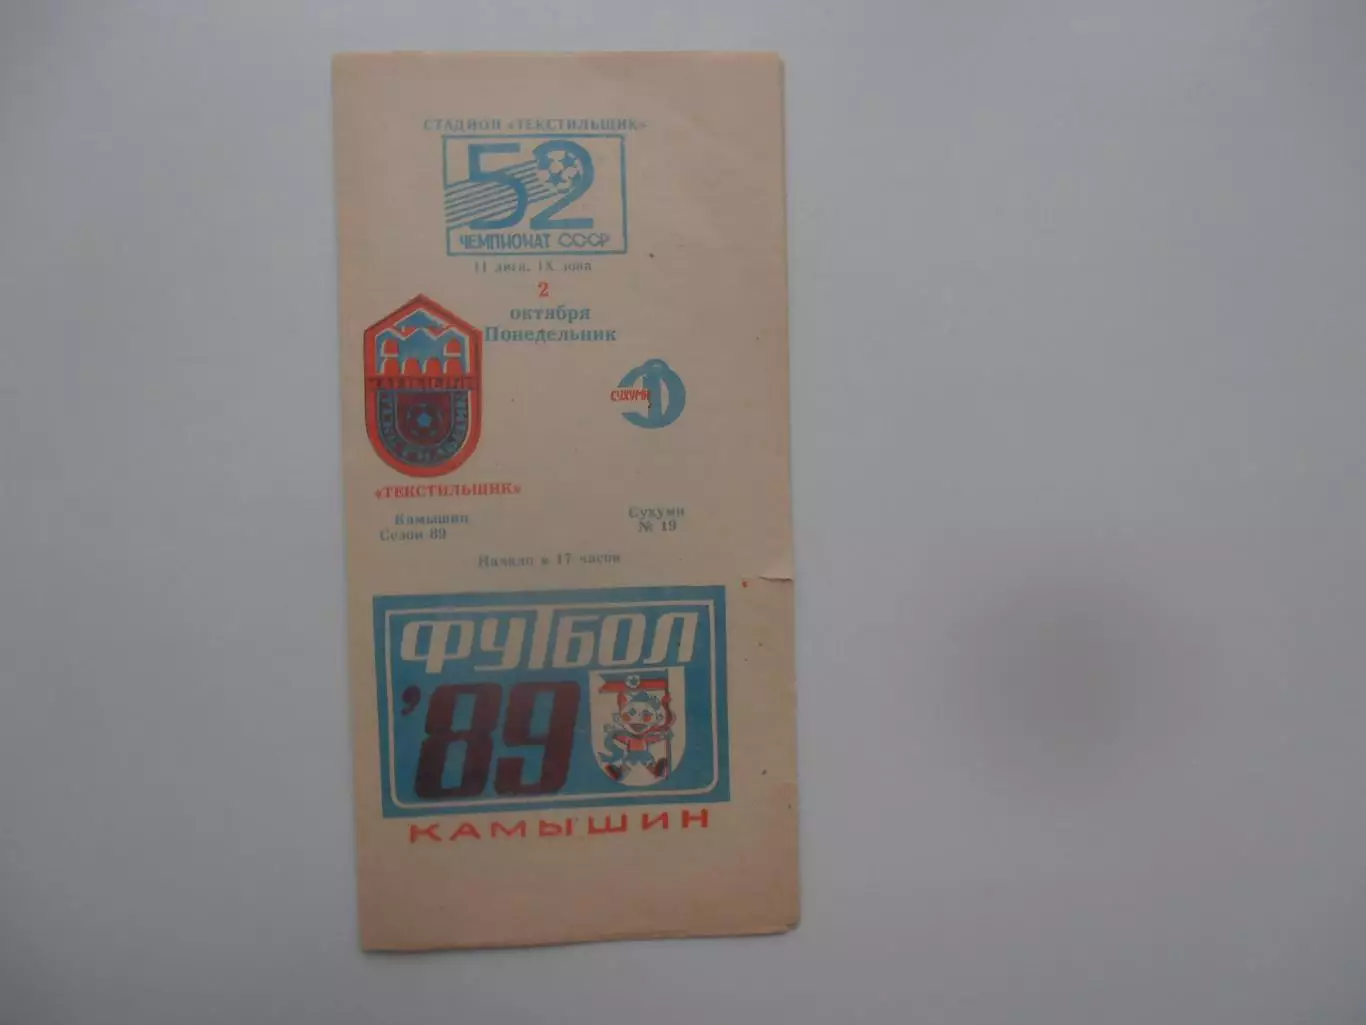 СТАДИОН «ТЕКСТИЛЬЩИК»
52
ЧЕМПИОНАТ СССР
11 лига, IX зона
2
октября
Понедельник
СУХУМИ
«ТЕКСТИЛЬЩИК»
Камышин
Сезон 89
Сухуми
№ 19
Начало в 17 часов
ФУТБОЛ
'89
КАМЫШИН